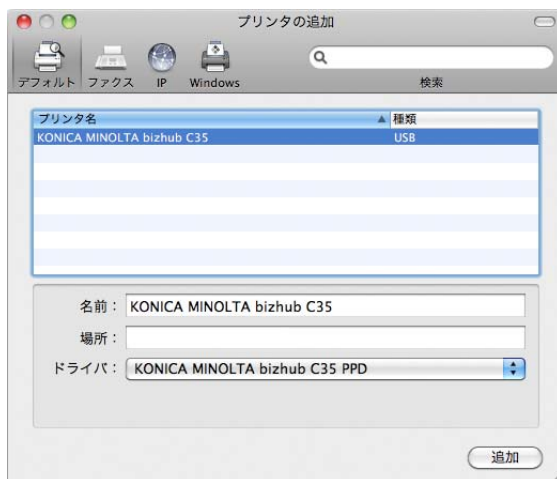 プリンタの追加
デフォルト ファクス IP Windows 検索
プリンタ名 種類
KONICA MINOLTA bizhub C35 USB
名前： KONICA MINOLTA bizhub C35
場所：
ドライバ： KONICA MINOLTA bizhub C35 PPD
追加